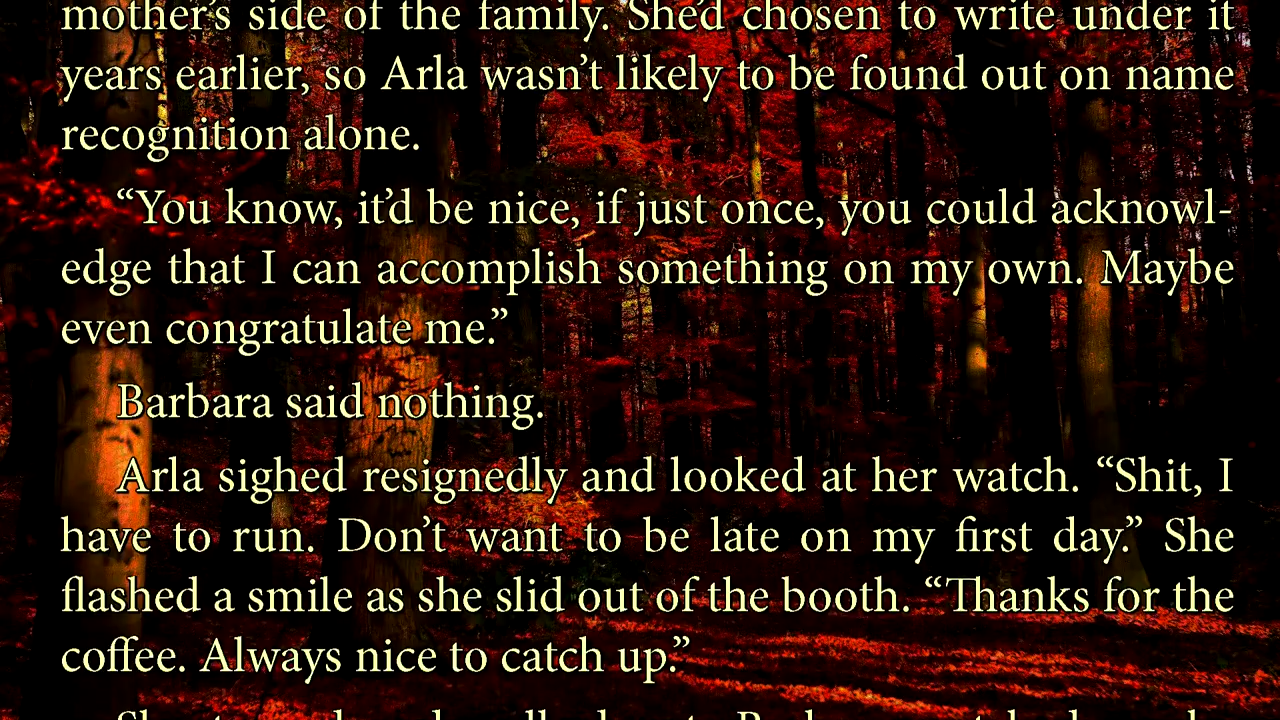 mother’s side of the family. She’d chosen to write under it
years earlier, so Arla wasn’t likely to be found out on name
recognition alone.
“You know, it’d be nice, if just once, you could acknowl-
edge that I can accomplish something on my own. Maybe
even congratulate me.”
Barbara said nothing.
Arla sighed resignedly and looked at her watch. “Shit, I
have to run. Don’t want to be late on my first day.” She
flashed a smile as she slid out of the booth. “Thanks for the
coffee. Always nice to catch up.”